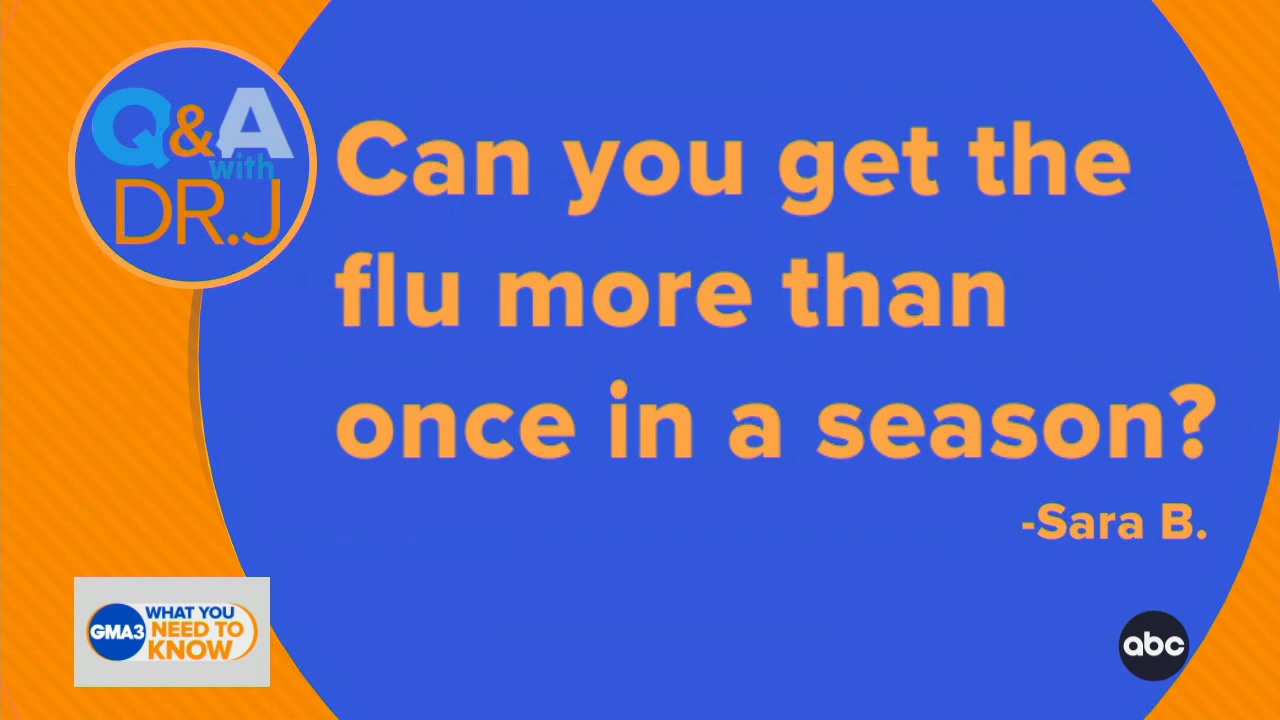 Q&A
with
DR.J
Can you get the
flu more than
once in a season?
-Sara B.
GMA3
WHAT YOU
NEED TO
KNOW
abc